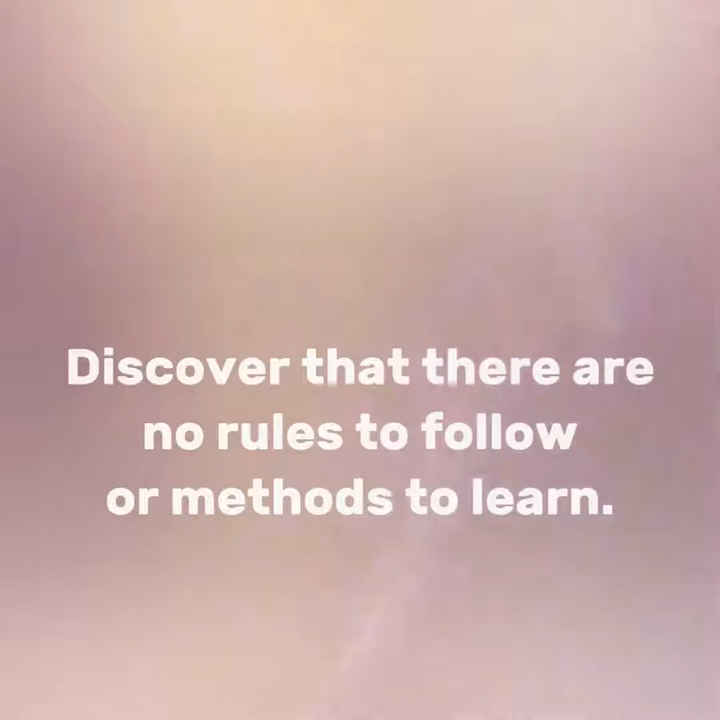 Discover that there are
no rules to follow
or methods to learn.